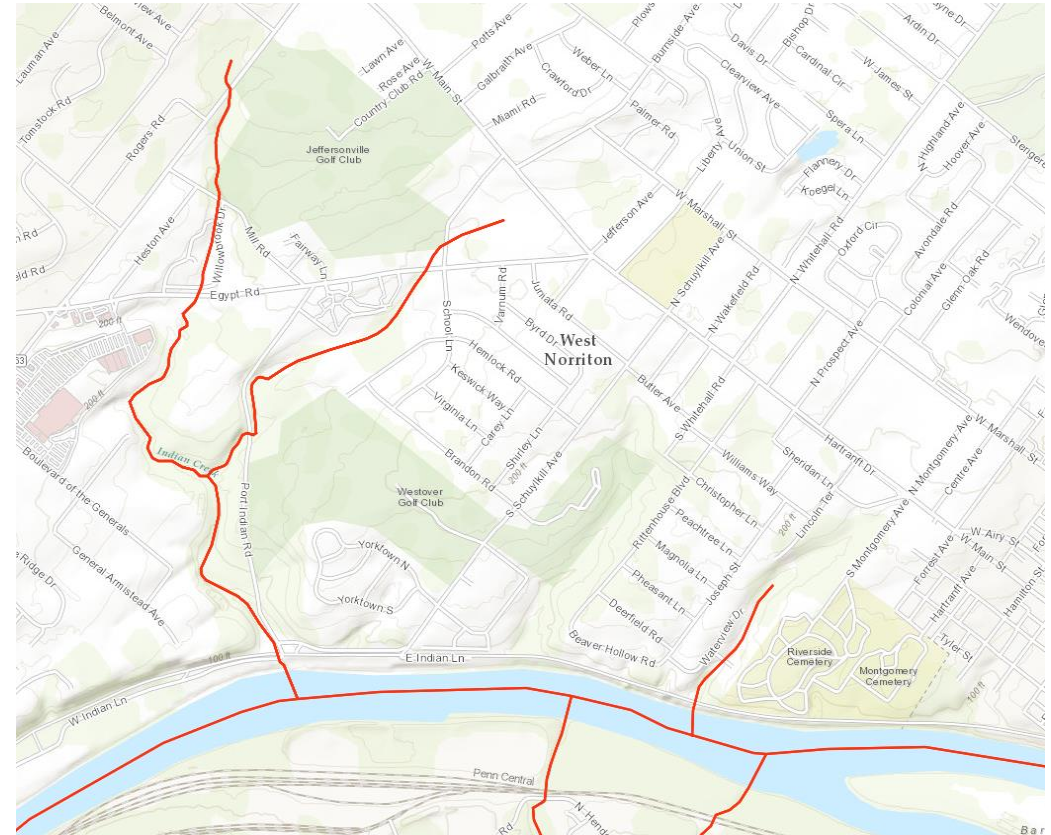 Belmont Ave
Lauman Ave
Tomstock Rd
Rogers Rd
Lawn Ave
Rose Ave
Country Club Rd
Potts Ave
W Main St
Galbraith Ave
Weber Ln
Crawford Dr
Miami Rd
Burnside Ave
Palmer Rd
Davis Dr
Bishop Dr
Cardinal Cir
Clearview Ave
Ardin Dr
W James St
Spera Ln
Liberty Ave
Union St
Flannery Dr
Koegel Ln
N Highland Ave
Hoover Ave
Jeffersonville
Golf Club
Heston Ave
Willowbrook Dr
Mill Rd
Fairway Ln
Egypt Rd
200 ft
200 ft
School Ln
Varnum Rd
Juniata Rd
Byrd Dr
Jefferson Ave
W Marshall St
N Schuylkill Ave
N Wakefield Rd
N Whitehall Rd
Oxford Cir
Avondale Rd
Colonial Ave
Glenn Oak Rd
N Prospect Ave
West
Norriton
Hemlock Rd
Keswick Way
Virginia Ln
Carey Ln
Shirley Ln
Brandon Rd
200 ft
S Schuylkill Ave
Butler Ave
S Whitehall Rd
Williams Way
Sheridan Ln
Hartranft Dr
N Montgomery Ave
Centre Ave
W Marshall St
Indian Creek
Port Indian Rd
Boulevard of the Generals
General Armistead Ave
Ridge Dr
Westover
Golf Club
Yorktown N
Yorktown S
Rittenhouse Blvd
Christopher Ln
Peachtree Ln
Magnolia Ln
Pheasant Ln
Deerfield Rd
Joseph St
Lincoln Ter
200 ft
Beaver Hollow Rd
Waterview Dr
S Montgomery Ave
Forrest Ave
W Airy St
W Main St
Hartranft Ave
Hamilton St
Tyler St
Riverside
Cemetery
Montgomery
Cemetery
100 ft
100 ft
W Indian Ln
E Indian Ln
Penn Central